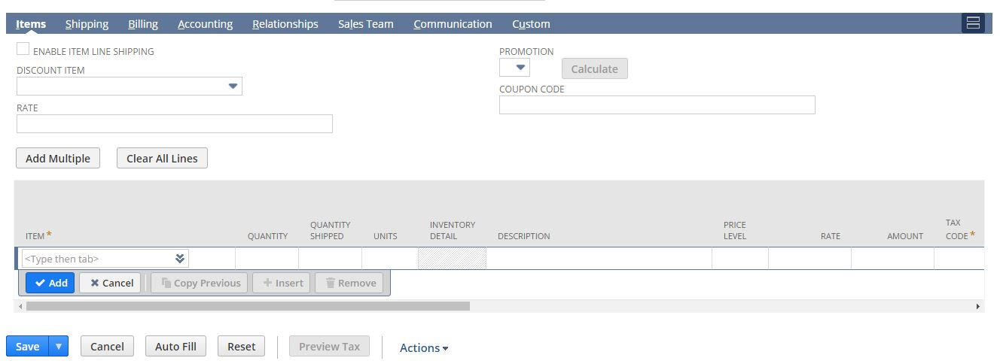 Items Shipping Billing Accounting Relationships Sales Team Communication Custom
ENABLE ITEM LINE SHIPPING
DISCOUNT ITEM
RATE
PROMOTION
Calculate
COUPON CODE
Add Multiple Clear All Lines
ITEM * QUANTITY QUANTITY SHIPPED UNITS INVENTORY DETAIL DESCRIPTION PRICE LEVEL RATE AMOUNT TAX CODE *
<Type then tab>
Add Cancel Copy Previous Insert Remove
Save Cancel Auto Fill Reset Preview Tax Actions